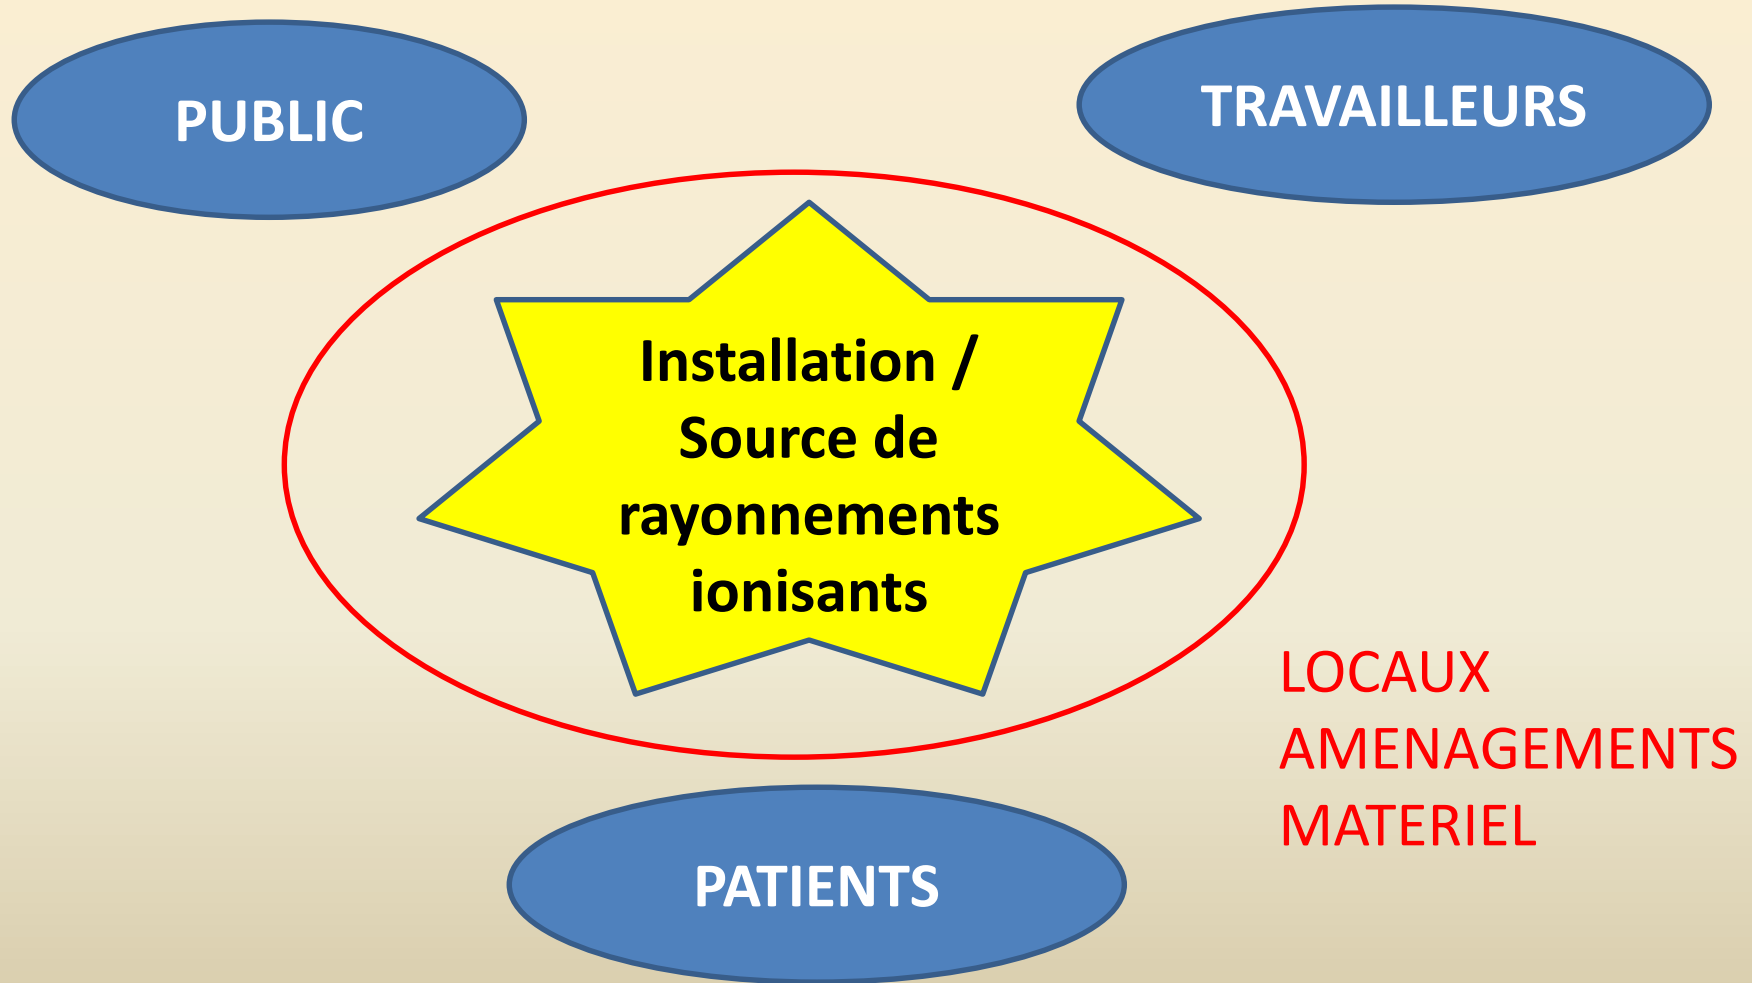 PUBLIC
TRAVAILLEURS
Installation /
Source de
rayonnements
ionisants
LOCAUX
AMENAGEMENTS
MATERIEL
PATIENTS